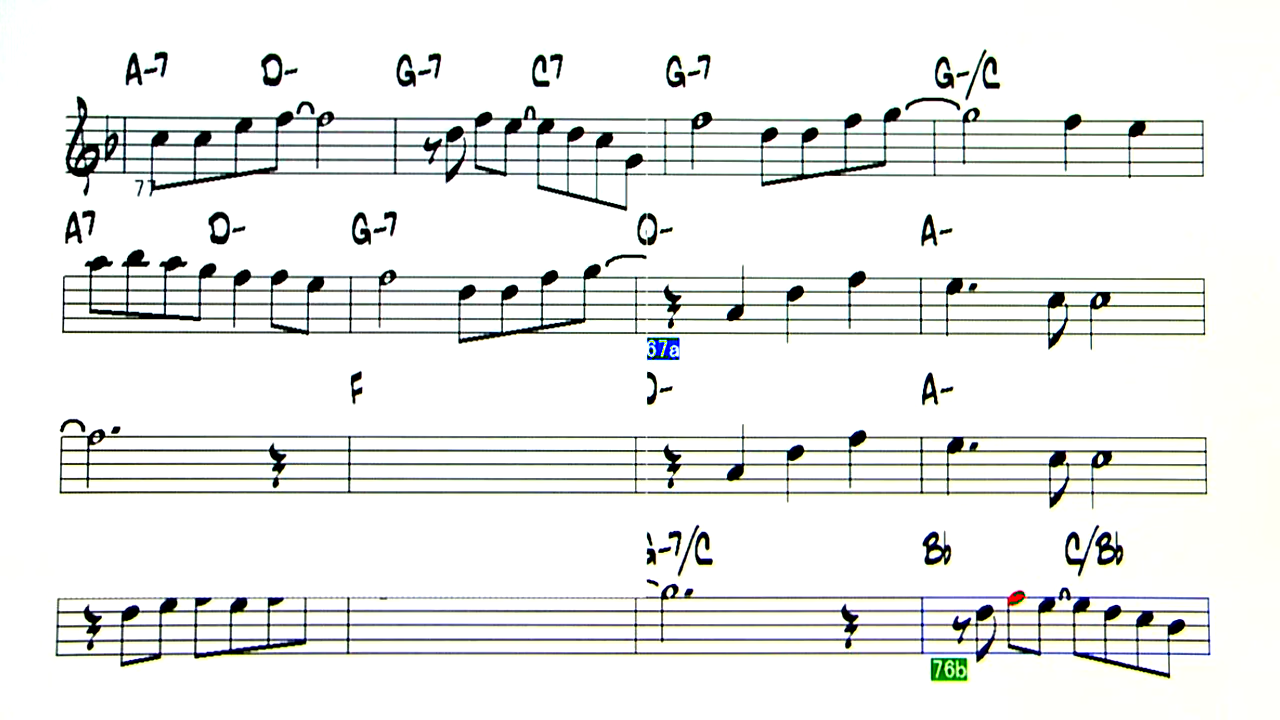 A-7 D- G-7 C7 G-7 G-/C
77
A7 D- G-7 D- A-
67a
F D- A-
-7/C Bb C/Bb
76b